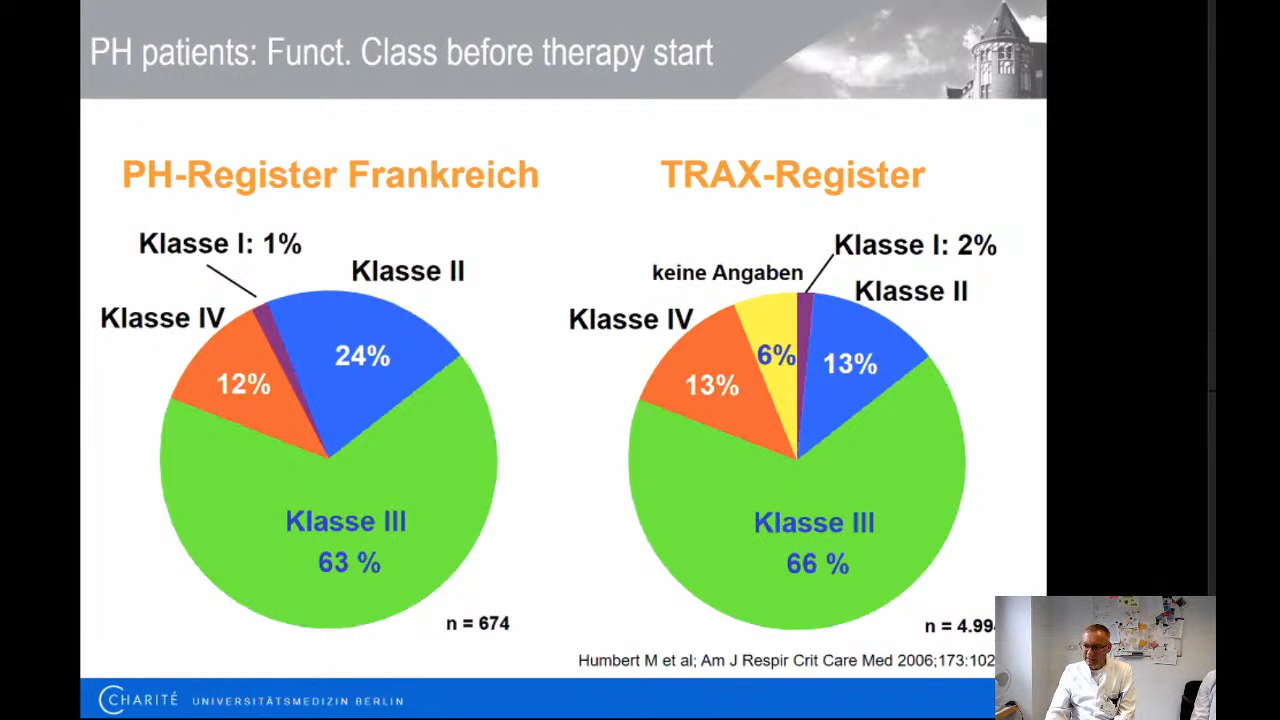 PH patients: Funct. Class before therapy start
PH-Register Frankreich
Klasse I: 1%
Klasse II
Klasse IV
24%
12%
Klasse III
63 %
n = 674
TRAX-Register
Klasse I: 2%
keine Angaben
Klasse II
Klasse IV
6%
13%
13%
Klasse III
66 %
n = 4.99
Humbert M et al; Am J Respir Crit Care Med 2006;173:102
CHARITÉ UNIVERSITÄTSMEDIZIN BERLIN